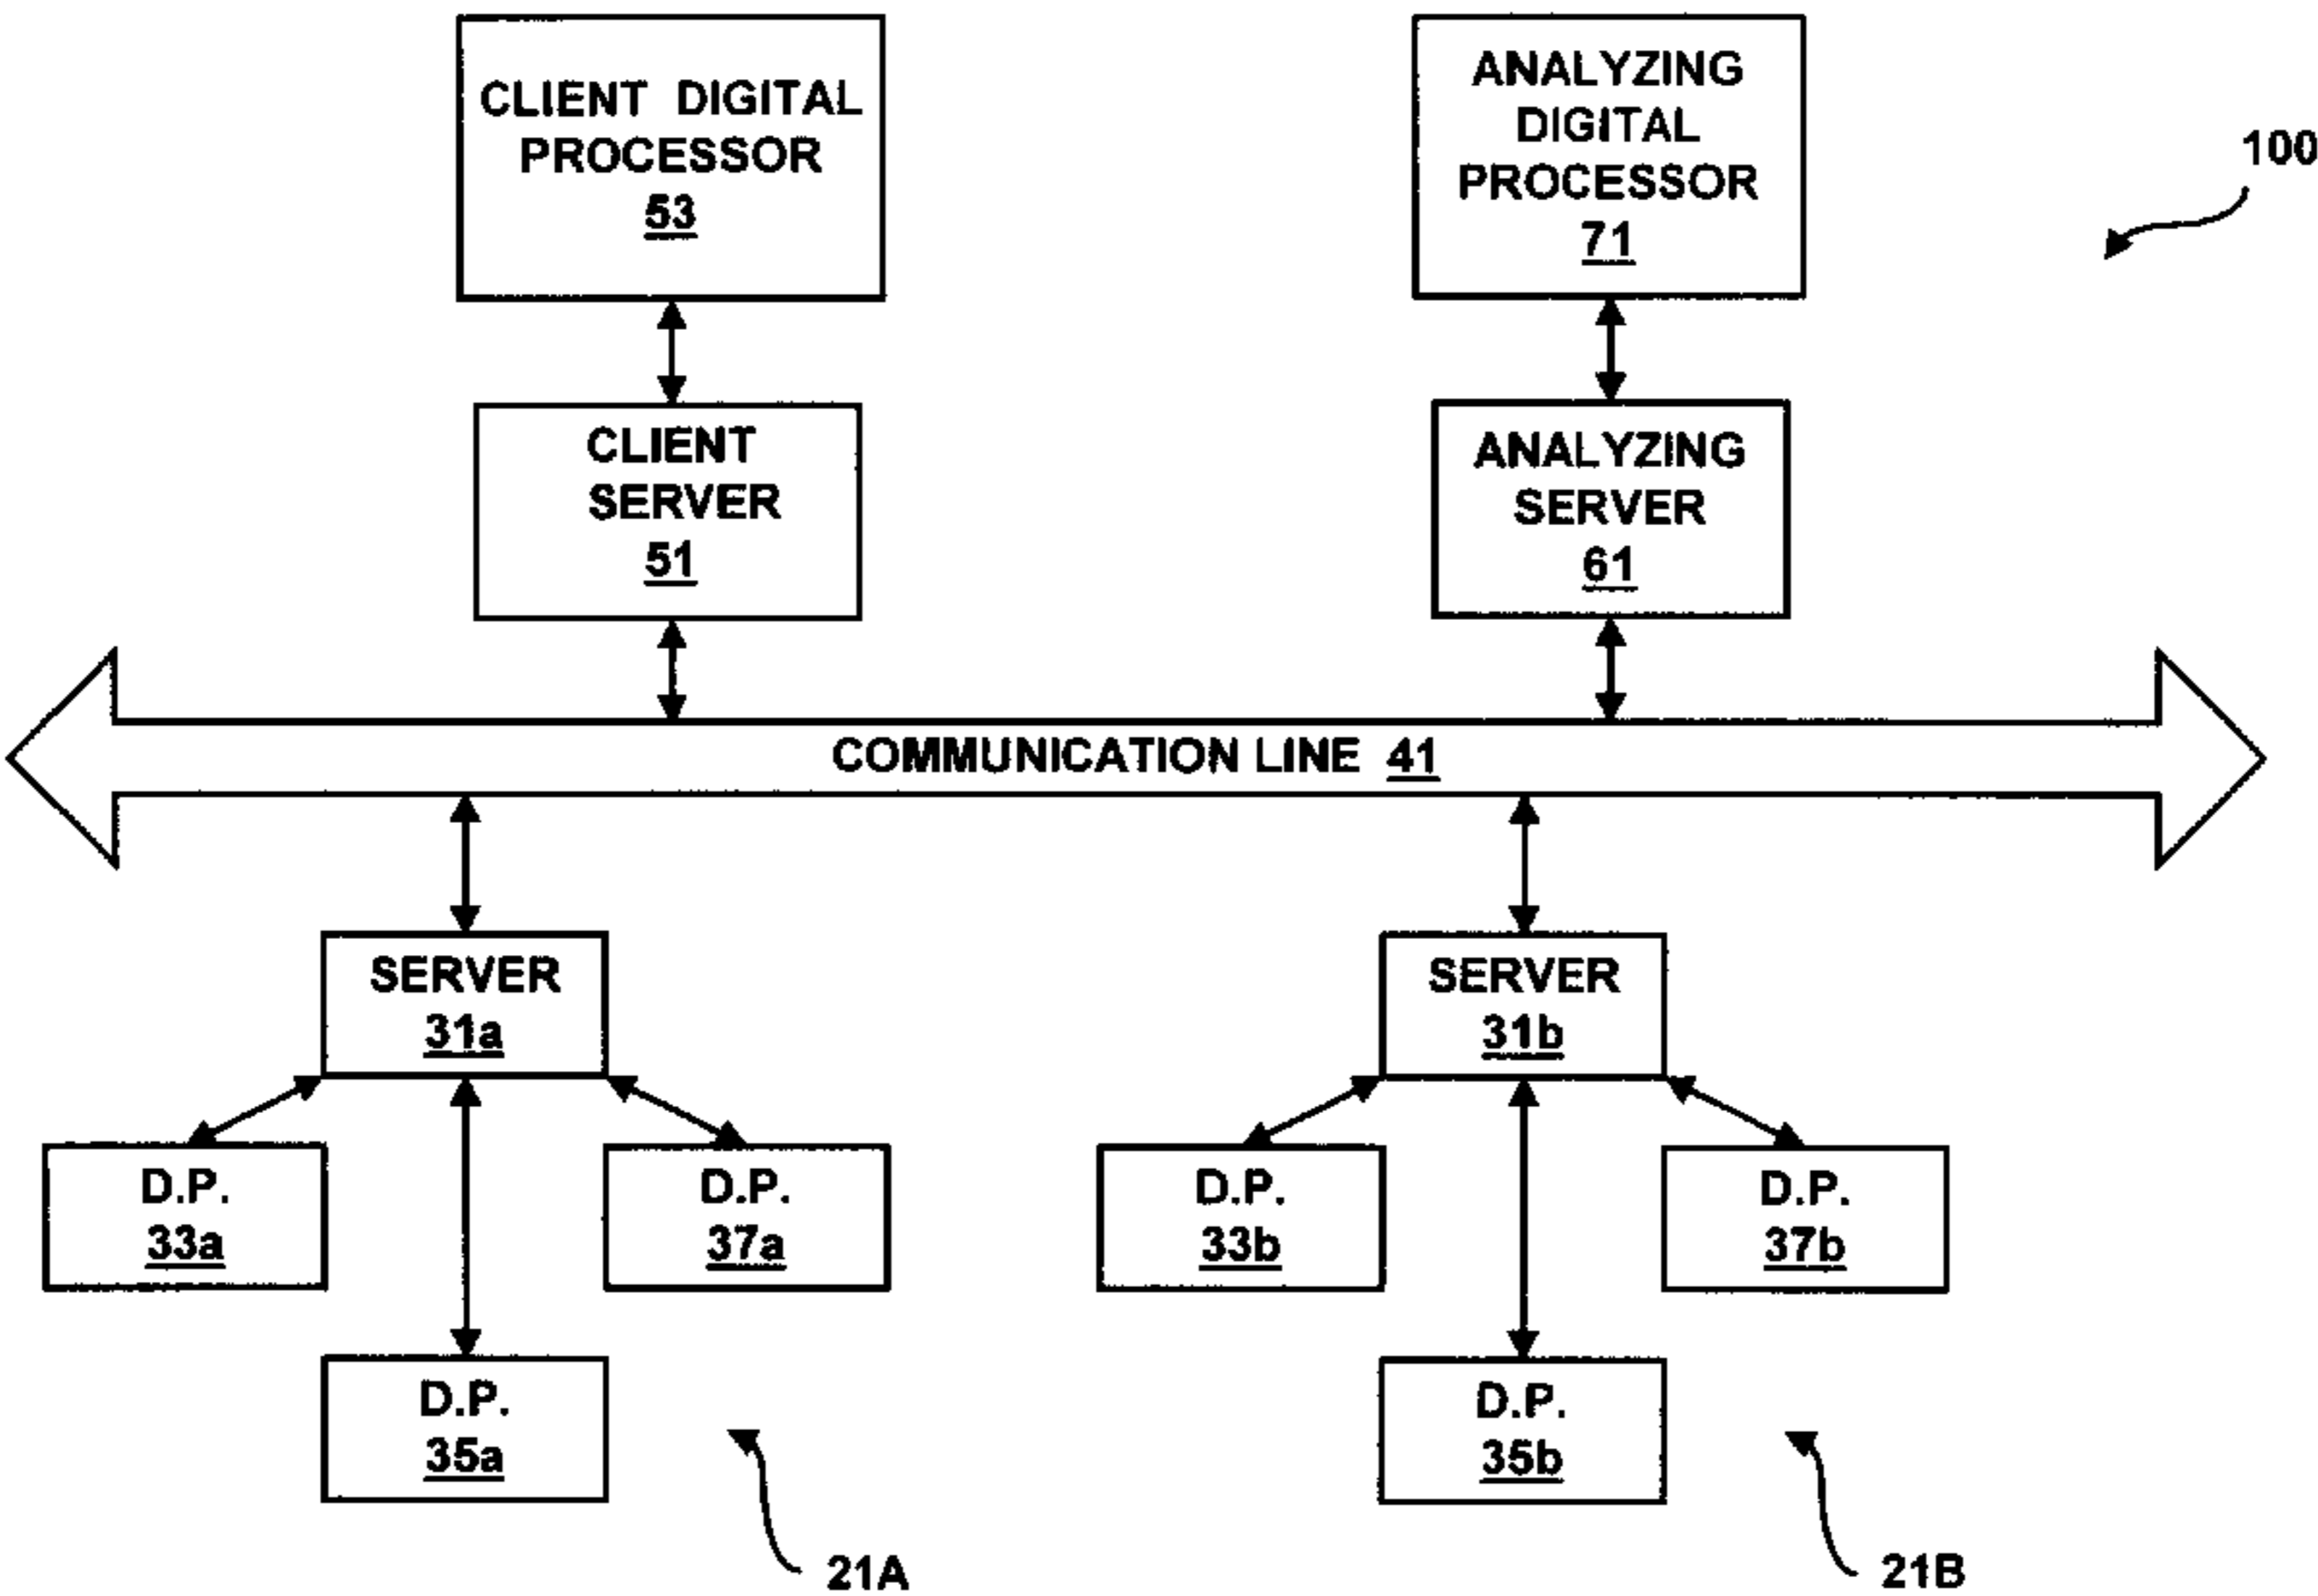 CLIENT DIGITAL
PROCESSOR
53
ANALYZING
DIGITAL
PROCESSOR
71
100
CLIENT
SERVER
51
ANALYZING
SERVER
61
COMMUNICATION LINE 41
SERVER
31a
SERVER
31b
D.P.
33a
D.P.
37a
D.P.
33b
D.P.
37b
D.P.
35a
D.P.
35b
21A
21B